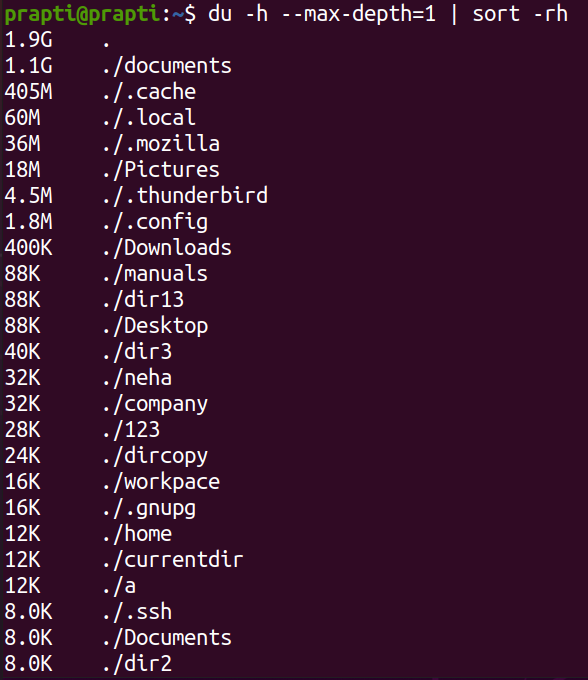 prapti@prapti:~$ du -h --max-depth=1 | sort -rh
1.9G    .
1.1G    ./documents
405M    ./.cache
60M     ./.local
36M     ./.mozilla
18M     ./Pictures
4.5M    ./.thunderbird
1.8M    ./.config
400K    ./Downloads
88K     ./manuals
88K     ./dir13
88K     ./Desktop
40K     ./dir3
32K     ./neha
32K     ./company
28K     ./123
24K     ./dircopy
16K     ./workpace
16K     ./.gnupg
12K     ./home
12K     ./currentdir
12K     ./a
8.0K    ./.ssh
8.0K    ./Documents
8.0K    ./dir2